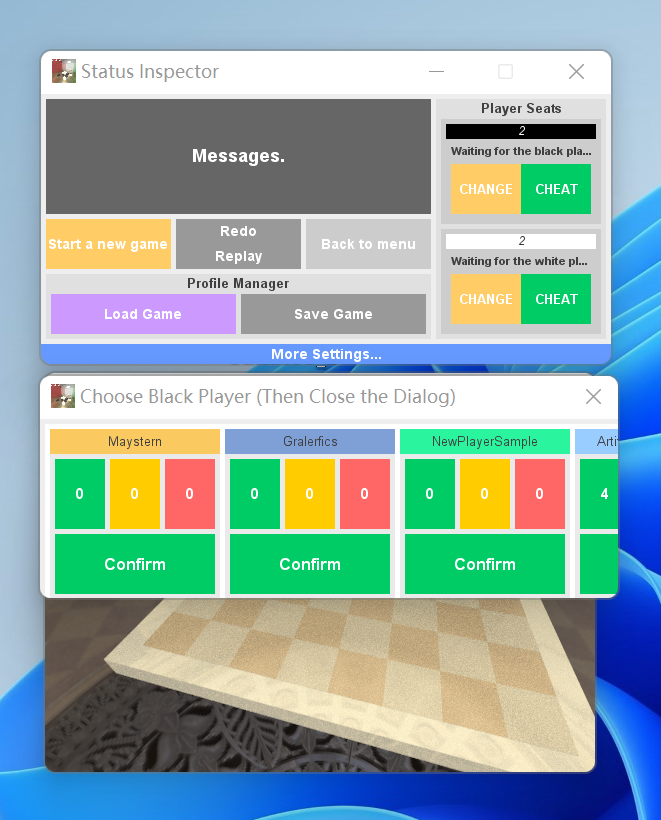 Status Inspector
Messages.
Start a new game
Redo
Replay
Back to menu
Profile Manager
Load Game
Save Game
Player Seats
2
Waiting for the black pla...
CHANGE
CHEAT
2
Waiting for the white pl...
CHANGE
CHEAT
More Settings...
Choose Black Player (Then Close the Dialog)
Maystern
0
0
0
Confirm
Gralerfics
0
0
0
Confirm
NewPlayerSample
0
0
0
Confirm
Arti
4